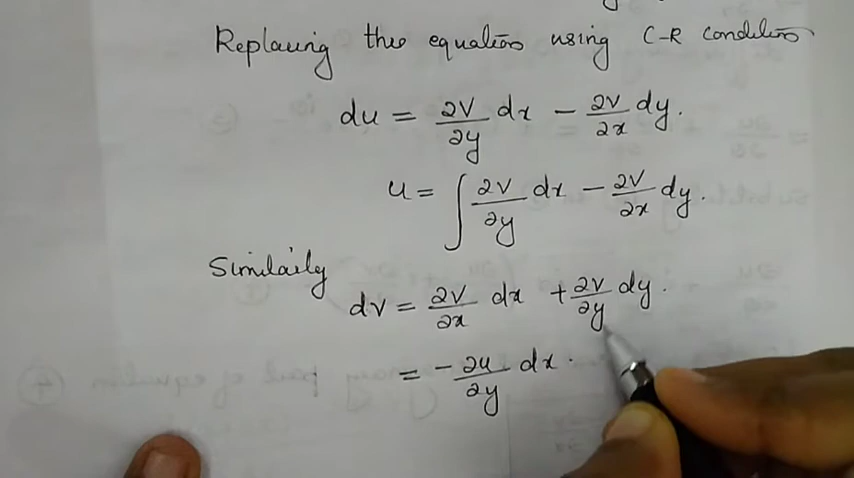 Replacing the equation using C-R condition
du = ∂V/∂y dx - ∂V/∂x dy.
u = ∫ ∂V/∂y dx - ∂V/∂x dy.
Similarly
dv = ∂V/∂x dx + ∂V/∂y dy.
= - ∂u/∂y dx.